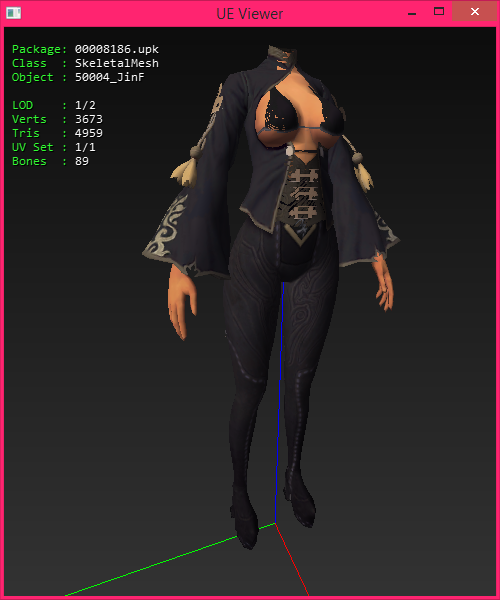 UE Viewer
Package: 00008186.upk
Class  : SkeletalMesh
Object : 50004_JinF
LOD    : 1/2
Verts  : 3673
Tris   : 4959
UV Set : 1/1
Bones  : 89